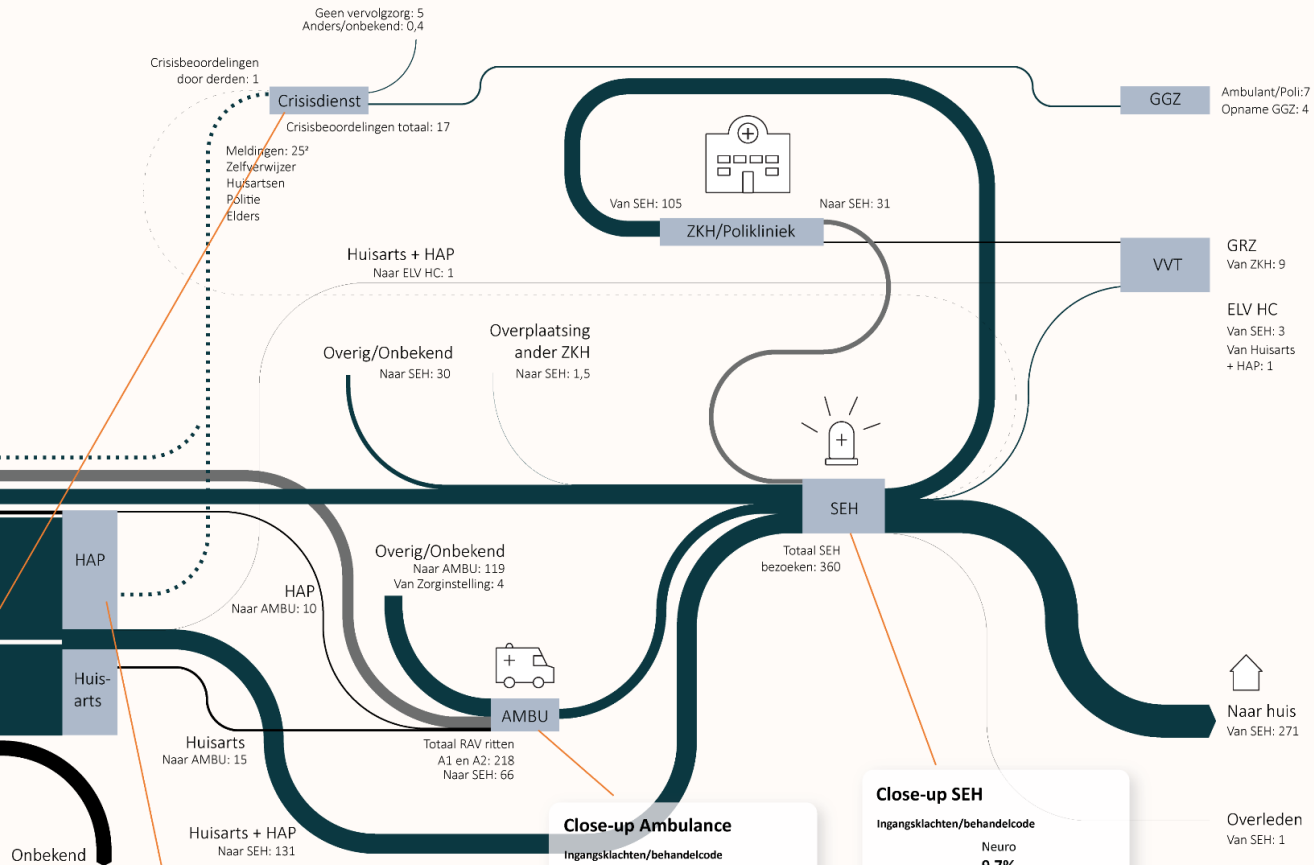 Geen vervolgzorg: 5
Anders/onbekend: 0,4
Crisisbeoordelingen
door derden: 1
Crisisdienst
Crisisbeoordelingen totaal: 17
Meldingen: 25²
Zelfverwijzer
Huisartsen
Politie
Elders
GGZ
Ambulant/Poli:7
Opname GGZ: 4
Van SEH: 105
Naar SEH: 31
ZKH/Polikliniek
Huisarts + HAP
Naar ELV HC: 1
VVT
GRZ
Van ZKH: 9
ELV HC
Van SEH: 3
Van Huisarts
+ HAP: 1
Overig/Onbekend
Naar SEH: 30
Overplaatsing
ander ZKH
Naar SEH: 1,5
SEH
Totaal SEH
bezoeken: 360
HAP
Overig/Onbekend
Naar AMBU: 119
Van Zorginstelling: 4
HAP
Naar AMBU: 10
Huis-
arts
AMBU
Totaal RAV ritten
A1 en A2: 218
Naar SEH: 66
Huisarts
Naar AMBU: 15
Naar huis
Van SEH: 271
Huisarts + HAP
Naar SEH: 131
Onbekend
Close-up Ambulance
Ingangsklachten/behandelcode
Close-up SEH
Ingangsklachten/behandelcode
Neuro
9,7%
Overleden
Van SEH: 1